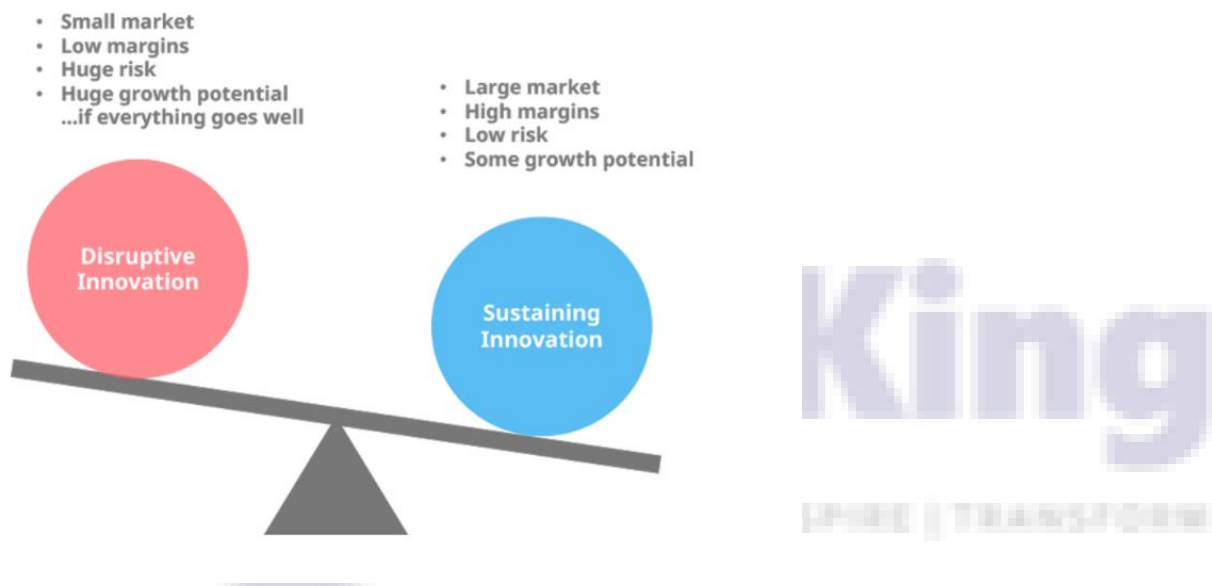 • Small market
• Low margins
• Huge risk
• Huge growth potential
...if everything goes well
• Large market
• High margins
• Low risk
• Some growth potential
Disruptive
Innovation
Sustaining
Innovation
King
TRANSFORM